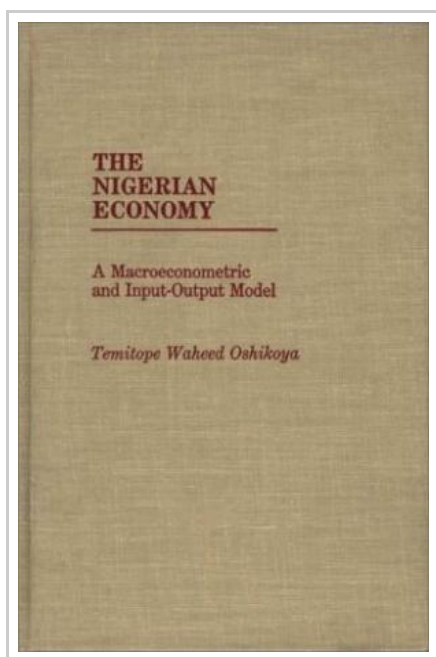 THE
NIGERIAN
ECONOMY
A Macroeconometric
and Input-Output Model
Temitope Waheed Oshikoya